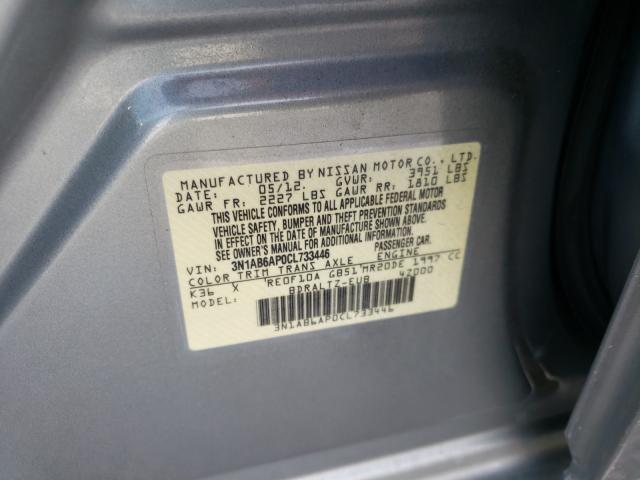 MANUFACTURED BY NISSAN MOTOR CO., LTD.
DATE: 05/12 GVWR: 3951 LBS
GAWR FR: 2227 LBS GAWR RR: 1810 LBS
THIS VEHICLE CONFORMS TO ALL APPLICABLE FEDERAL MOTOR
VEHICLE SAFETY, BUMPER AND THEFT PREVENTION STANDARDS
IN EFFECT ON THE DATE OF MANUFACTURE SHOWN ABOVE.
SEE OWNER'S MANUAL FOR ADDITIONAL INFORMATION.
VIN: 3N1AB6AP0CL733446 PASSENGER CAR
COLOR TRIM TRANS AXLE ENGINE
K36 X RE0F10A GB51 MR20DE 1997 CC
MODEL: BDRALTZ-EUB 4Z000
3N1AB6AP0CL733446